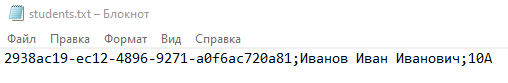 students.txt – Блокнот
Файл Правка Формат Вид Справка
2938ac19-ec12-4896-9271-a0f6ac720a81;Иванов Иван Иванович;10А